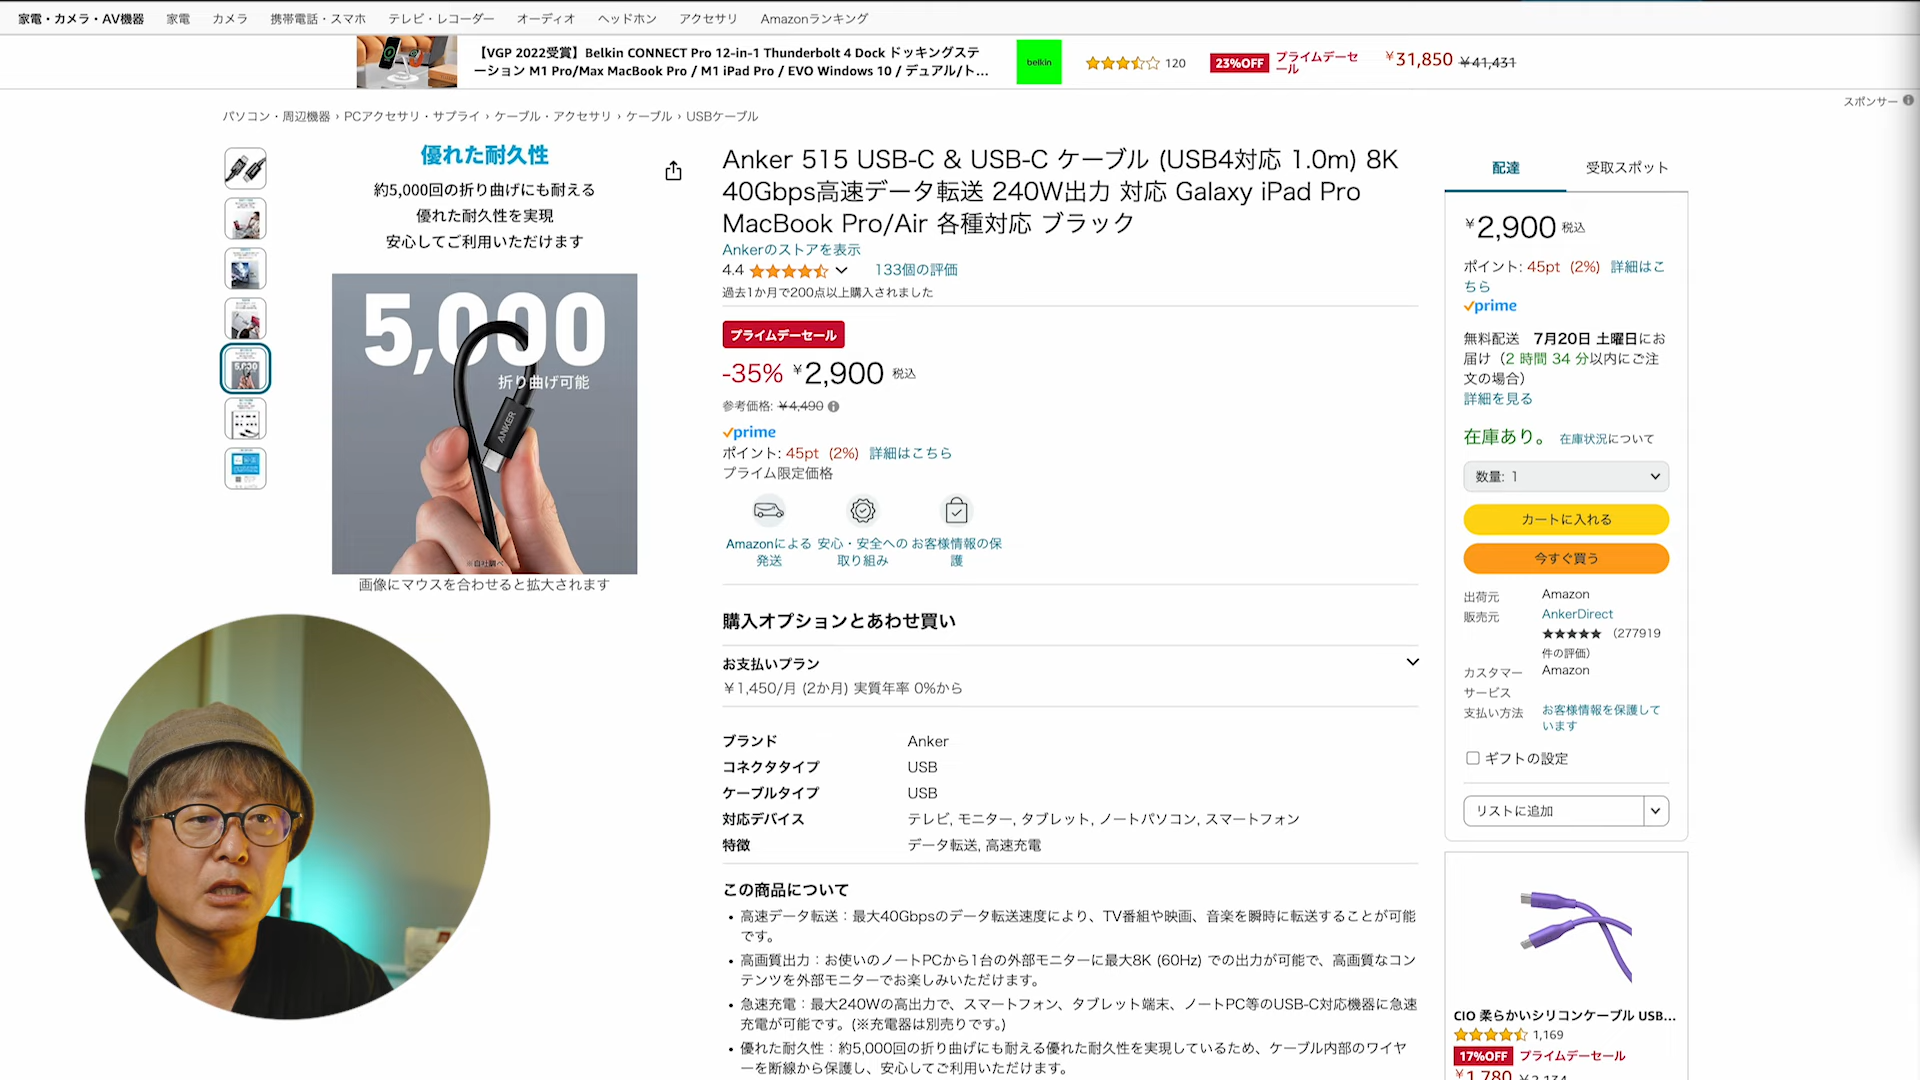 家電・カメラ・AV機器 家電 カメラ 携帯電話・スマホ テレビ・レコーダー オーディオ ヘッドホン アクセサリ Amazonランキング
【VGP 2022受賞】Belkin CONNECT Pro 12-in-1 Thunderbolt 4 Dock ドッキングステ
ーション M1 Pro/Max MacBook Pro / M1 iPad Pro / EVO Windows 10 / デュアル/ト...
belkin
120
23%OFF
プライムデーセ
ール
￥31,850 ￥41,431
スポンサー
パソコン・周辺機器 › PCアクセサリ・サプライ › ケーブル・アクセサリ › ケーブル › USBケーブル
優れた耐久性
約5,000回の折り曲げにも耐える
優れた耐久性を実現
安心してご利用いただけます
5,000
折り曲げ可能
ANKER
※自社調べ
画像にマウスを合わせると拡大されます
Anker 515 USB-C & USB-C ケーブル (USB4対応 1.0m) 8K
40Gbps高速データ転送 240W出力 対応 Galaxy iPad Pro
MacBook Pro/Air 各種対応 ブラック
Ankerのストアを表示
4.4 133個の評価
過去1か月で200点以上購入されました
プライムデーセール
-35% ￥2,900 税込
参考価格: ￥4,490
prime
ポイント: 45pt (2%) 詳細はこちら
プライム限定価格
Amazonによる
発送
安心・安全への
取り組み
お客様情報の保
護
購入オプションとあわせ買い
お支払いプラン
￥1,450/月 (2か月) 実質年率 0%から
ブランド Anker
コネクタタイプ USB
ケーブルタイプ USB
対応デバイス テレビ, モニター, タブレット, ノートパソコン, スマートフォン
特徴 データ転送, 高速充電
この商品について
• 高速データ転送：最大40Gbpsのデータ転送速度により、TV番組や映画、音楽を瞬時に転送することが可能
です。
• 高画質出力：お使いのノートPCから1台の外部モニターに最大8K (60Hz) での出力が可能で、高画質なコン
テンツを外部モニターでお楽しみいただけます。
• 急速充電：最大240Wの高出力で、スマートフォン、タブレット端末、ノートPC等のUSB-C対応機器に急速
充電が可能です。(※充電器は別売りです。)
• 優れた耐久性：約5,000回の折り曲げにも耐える優れた耐久性を実現しているため、ケーブル内部のワイヤ
ーを断線から保護し、安心してご利用いただけます。
配達 受取スポット
￥2,900 税込
ポイント: 45pt (2%) 詳細はこ
ちら
prime
無料配送 7月20日 土曜日にお
届け（2 時間 34 分以内にご注
文の場合）
詳細を見る
在庫あり。 在庫状況について
数量: 1
カートに入れる
今すぐ買う
出荷元 Amazon
販売元 AnkerDirect
★★★★★ （277919
件の評価）
カスタマー
サービス
Amazon
支払い方法
お客様情報を保護して
います
ギフトの設定
リストに追加
CIO 柔らかいシリコンケーブル USB...
1,169
17%OFF プライムデーセール
￥1,780 ￥2,134